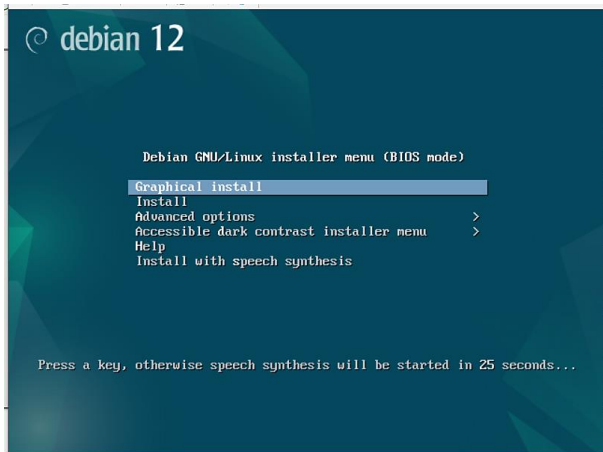 debian 12
Debian GNU/Linux installer menu (BIOS mode)
Graphical install
Install
Advanced options >
Accessible dark contrast installer menu >
Help
Install with speech synthesis
Press a key, otherwise speech synthesis will be started in 25 seconds...